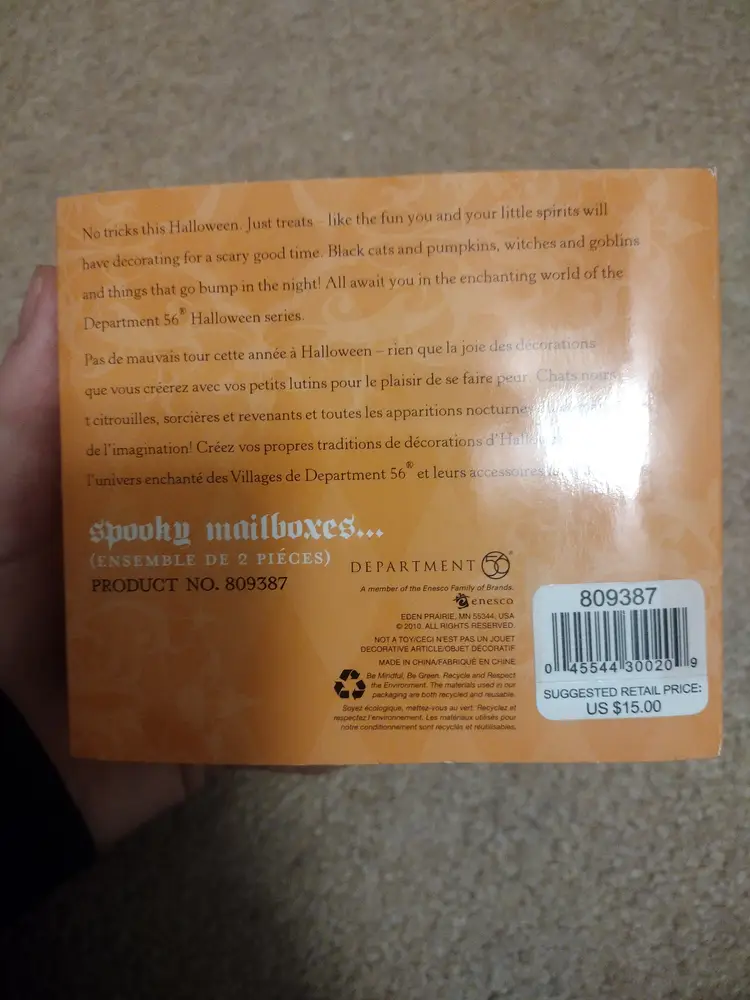 No tricks this Halloween. Just treats – like the fun you and your little spirits will
have decorating for a scary good time. Black cats and pumpkins, witches and goblins
and things that go bump in the night! All await you in the enchanting world of the
Department 56® Halloween series.
Pas de mauvais tour cette année à Halloween – rien que la joie des décorations
que vous créerez avec vos petits lutins pour le plaisir de se faire peur. Chats noirs
t citrouilles, sorcières et revenants et toutes les apparitions nocturnes
de l'imagination! Créez vos propres traditions de décorations
l'univers enchanté des Villages de Department 56® et leurs accessoires
spooky mailboxes...
(ENSEMBLE DE 2 PIÉCES)
PRODUCT NO. 809387
DEPARTMENT 56®
A member of the Enesco Family of Brands.
enesco
EDEN PRAIRIE, MN 55344, USA
© 2010. ALL RIGHTS RESERVED.
NOT A TOY/CECI N'EST PAS UN JOUET
DECORATIVE ARTICLE/OBJET DÉCORATIF
MADE IN CHINA/FABRIQUÉ EN CHINE
Be Mindful, Be Green. Recycle and Respect
the Environment. The materials used in our
packaging are both recycled and reusable.
Soyez écologique, mettez-vous au vert: Recyclez et
respectez l'environnement. Les matériaux utilisés pour
notre conditionnement sont recyclés et réutilisables.
809387
0 45544 30020 9
SUGGESTED RETAIL PRICE:
US $15.00